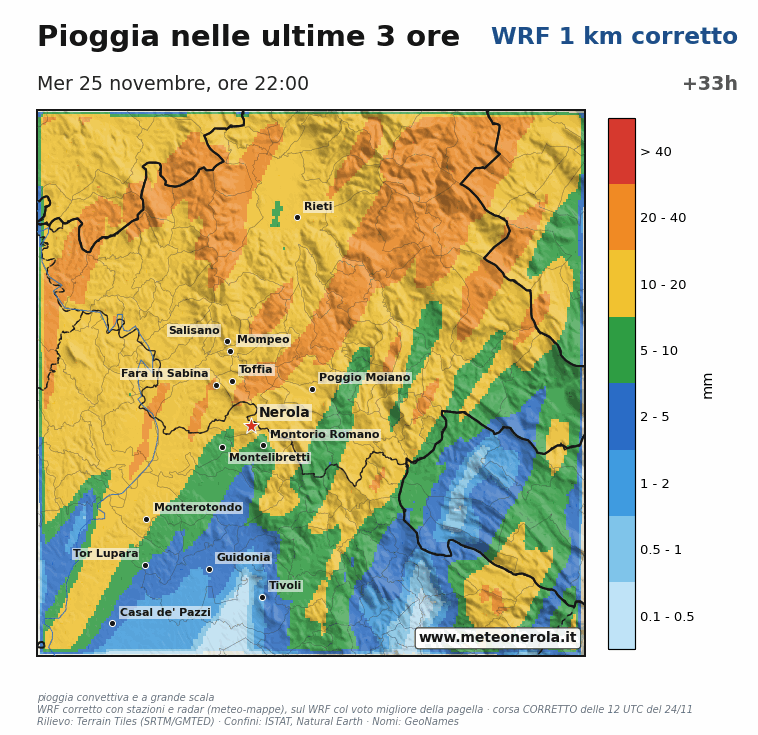 Pioggia nelle ultime 3 ore
WRF 1 km corretto
Mer 25 novembre, ore 22:00
+33h
Rieti
Salisano
Mompeo
Fara in Sabina
Toffia
Poggio Moiano
Nerola
Montorio Romano
Montelibretti
Monterotondo
Tor Lupara
Guidonia
Tivoli
Casal de' Pazzi
www.meteonerola.it
> 40
20 - 40
10 - 20
5 - 10
2 - 5
1 - 2
0.5 - 1
0.1 - 0.5
mm
pioggia convettiva e a grande scala
WRF corretto con stazioni e radar (meteo-mappe), sul WRF col voto migliore della pagella · corsa CORRETTO delle 12 UTC del 24/11
Rilievo: Terrain Tiles (SRTM/GMTED) · Confini: ISTAT, Natural Earth · Nomi: GeoNames